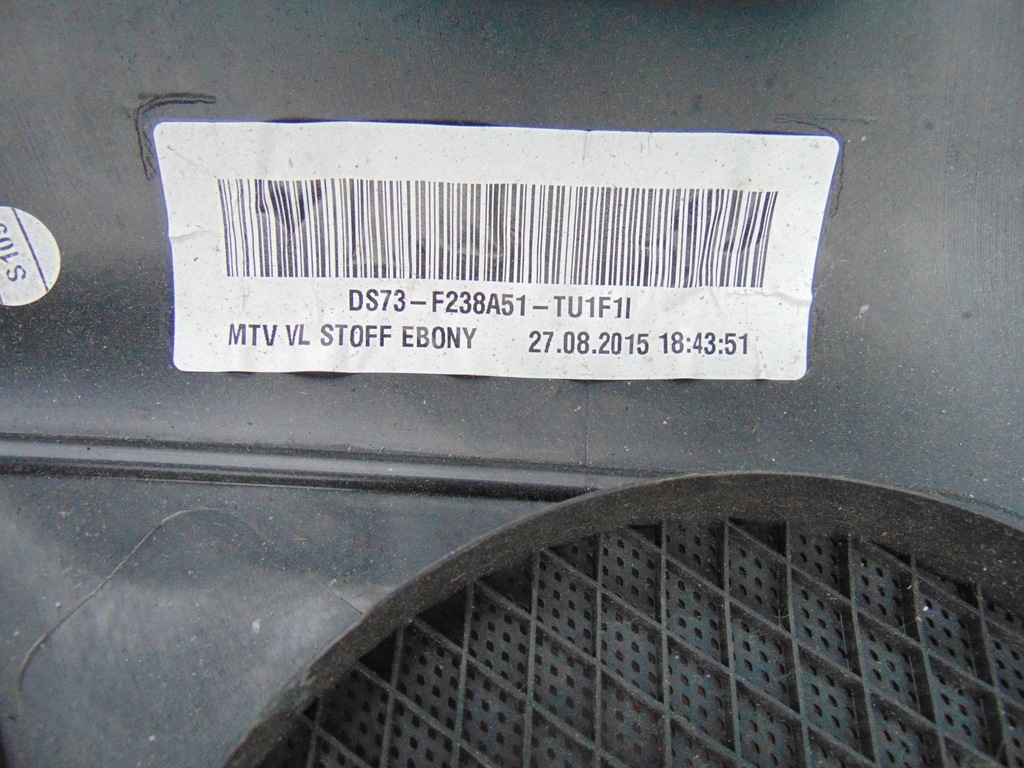 DS73-F238A51-TU1F1I
MTV VL STOFF EBONY 27.08.2015 18:43:51